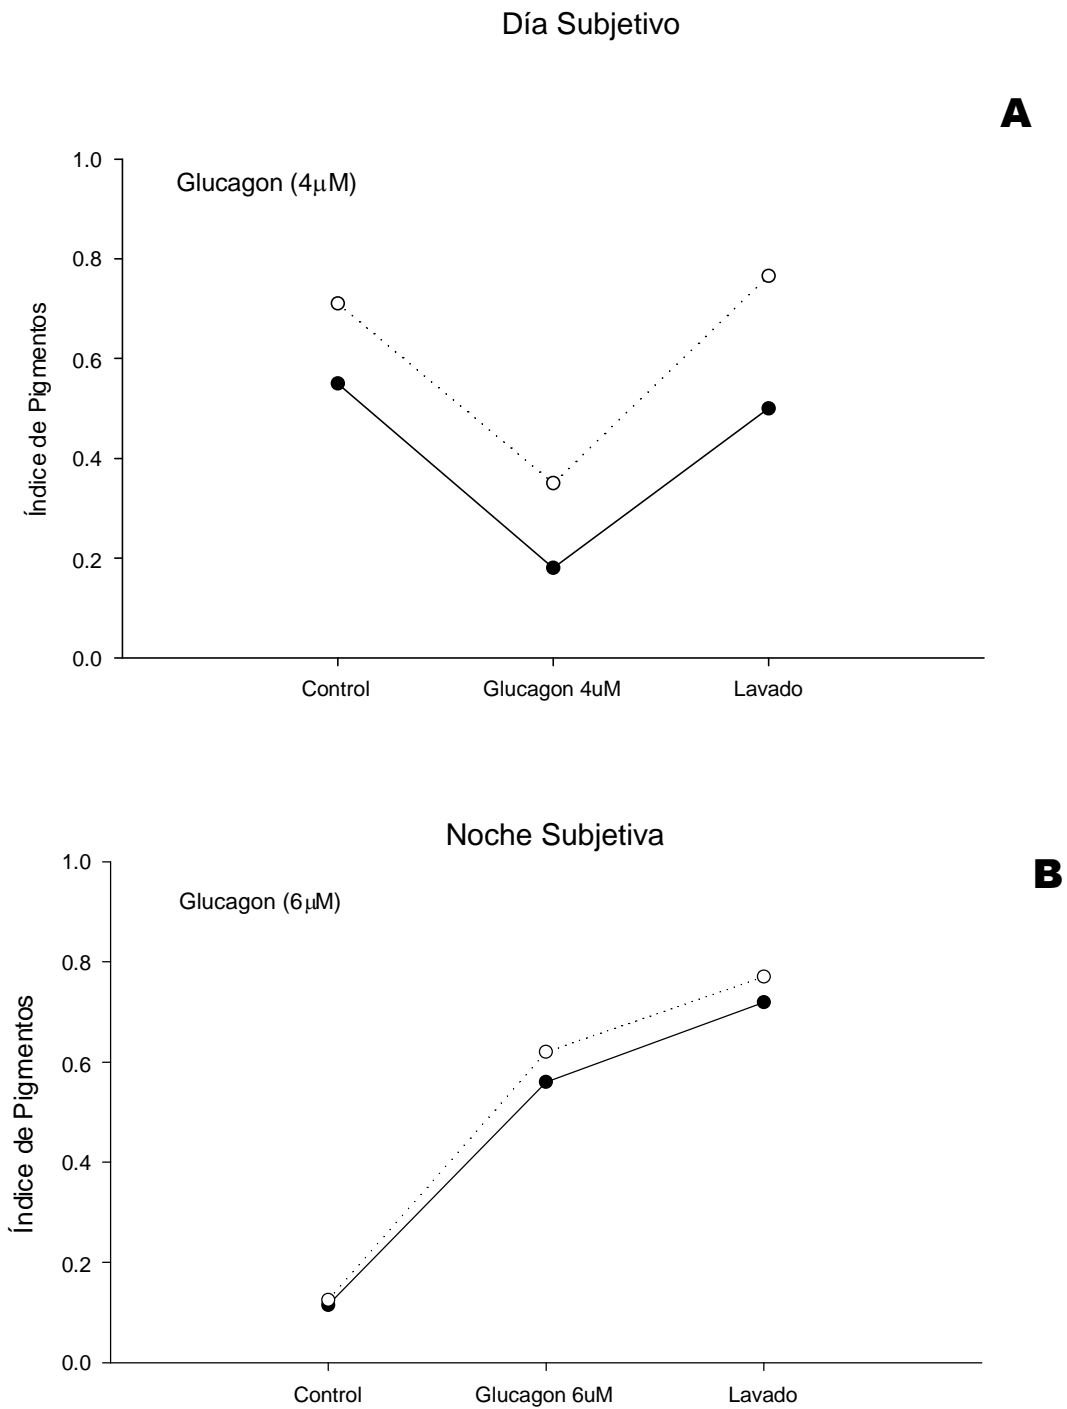 Día Subjetivo
A
Glucagon (4µM)
1.0
0.8
0.6
0.4
0.2
0.0
Índice de Pigmentos
Control Glucagon 4uM Lavado
Noche Subjetiva
B
Glucagon (6µM)
1.0
0.8
0.6
0.4
0.2
0.0
Índice de Pigmentos
Control Glucagon 6uM Lavado